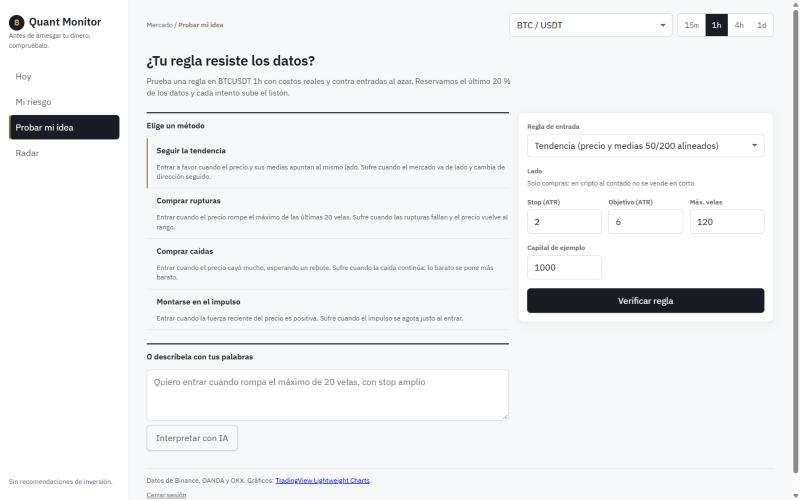 B Quant Monitor
Antes de arriesgar tu dinero,
compruébalo.
Hoy
Mi riesgo
Probar mi idea
Radar
Sin recomendaciones de inversión.
Mercado / Probar mi idea
BTC / USDT
15m 1h 4h 1d
¿Tu regla resiste los datos?
Prueba una regla en BTCUSDT 1h con costos reales y contra entradas al azar. Reservamos el último 20 %
de los datos y cada intento sube el listón.
Elige un método
Seguir la tendencia
Entrar a favor cuando el precio y sus medias apuntan al mismo lado. Sufre cuando el mercado va de lado y cambia de
dirección seguido.
Comprar rupturas
Entrar cuando el precio rompe el máximo de las últimas 20 velas. Sufre cuando las rupturas fallan y el precio vuelve al
rango.
Comprar caídas
Entrar cuando el precio cayó mucho, esperando un rebote. Sufre cuando la caída continúa: lo barato se pone más
barato.
Montarse en el impulso
Entrar cuando la fuerza reciente del precio es positiva. Sufre cuando el impulso se agota justo al entrar.
O descríbela con tus palabras
Quiero entrar cuando rompa el máximo de 20 velas, con stop amplio
Interpretar con IA
Regla de entrada
Tendencia (precio y medias 50/200 alineados)
Lado
Solo compras: en cripto al contado no se vende en corto.
Stop (ATR) Objetivo (ATR) Máx. velas
2 6 120
Capital de ejemplo
1000
Verificar regla
Datos de Binance, OANDA y OKX. Gráficos: TradingView Lightweight Charts.
Cerrar sesión